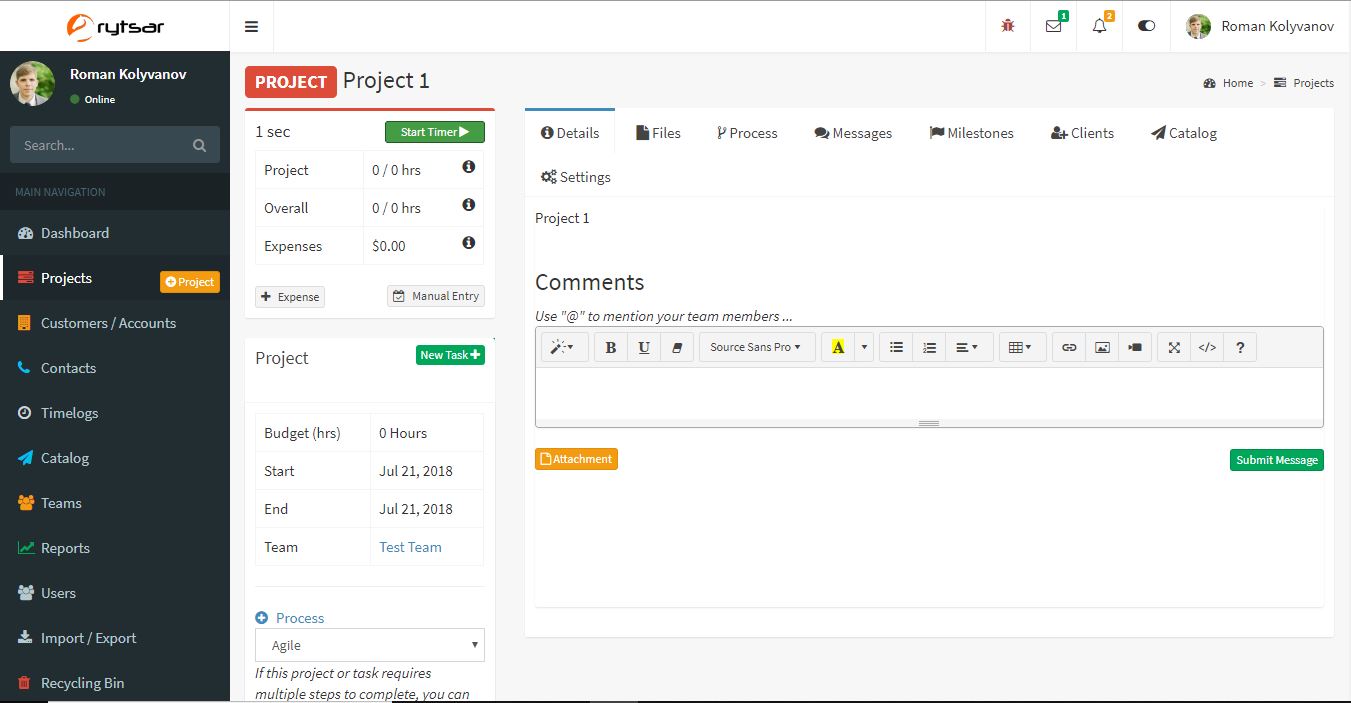 rytsar
1
2
Roman Kolyvanov
Roman Kolyvanov
Online
Search...
MAIN NAVIGATION
Dashboard
Projects
Project
Customers / Accounts
Contacts
Timelogs
Catalog
Teams
Reports
Users
Import / Export
Recycling Bin
PROJECT Project 1
Home > Projects
1 sec
Start Timer
Project 0 / 0 hrs
Overall 0 / 0 hrs
Expenses $0.00
Expense
Manual Entry
Project
New Task
Budget (hrs) 0 Hours
Start Jul 21, 2018
End Jul 21, 2018
Team Test Team
Process
Agile
If this project or task requires
multiple steps to complete, you can
Details Files Process Messages Milestones Clients Catalog
Settings
Project 1
Comments
Use "@" to mention your team members ...
B U Source Sans Pro A </> ?
Attachment
Submit Message